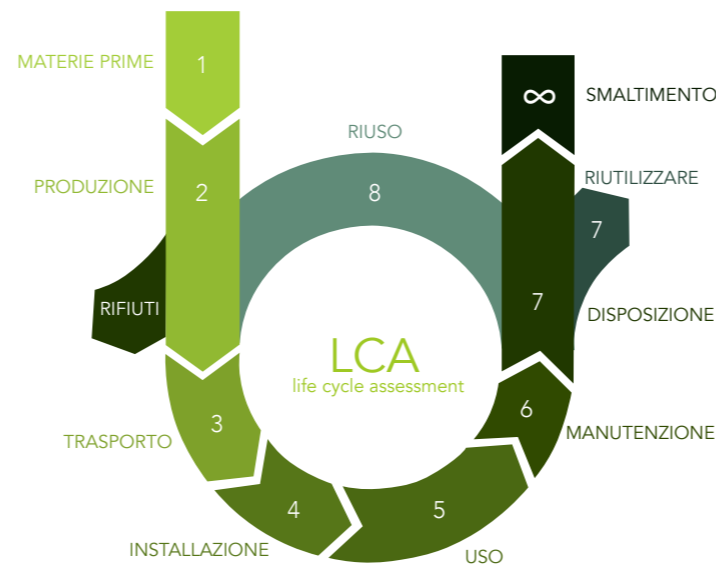 MATERIE PRIME
1
PRODUZIONE
2
RIFIUTI
TRASPORTO
3
INSTALLAZIONE
4
USO
5
MANUTENZIONE
6
DISPOSIZIONE
7
RIUTILIZZARE
7
SMALTIMENTO
∞
RIUSO
8
LCA
life cycle assessment